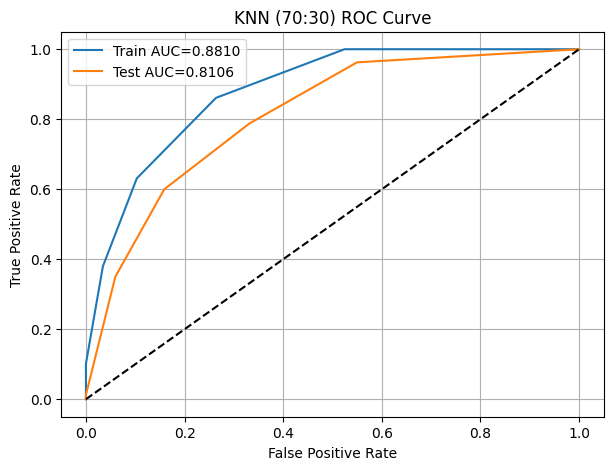 KNN (70:30) ROC Curve
Train AUC=0.8810
Test AUC=0.8106
1.0
0.8
0.6
0.4
0.2
0.0
True Positive Rate
0.0 0.2 0.4 0.6 0.8 1.0
False Positive Rate